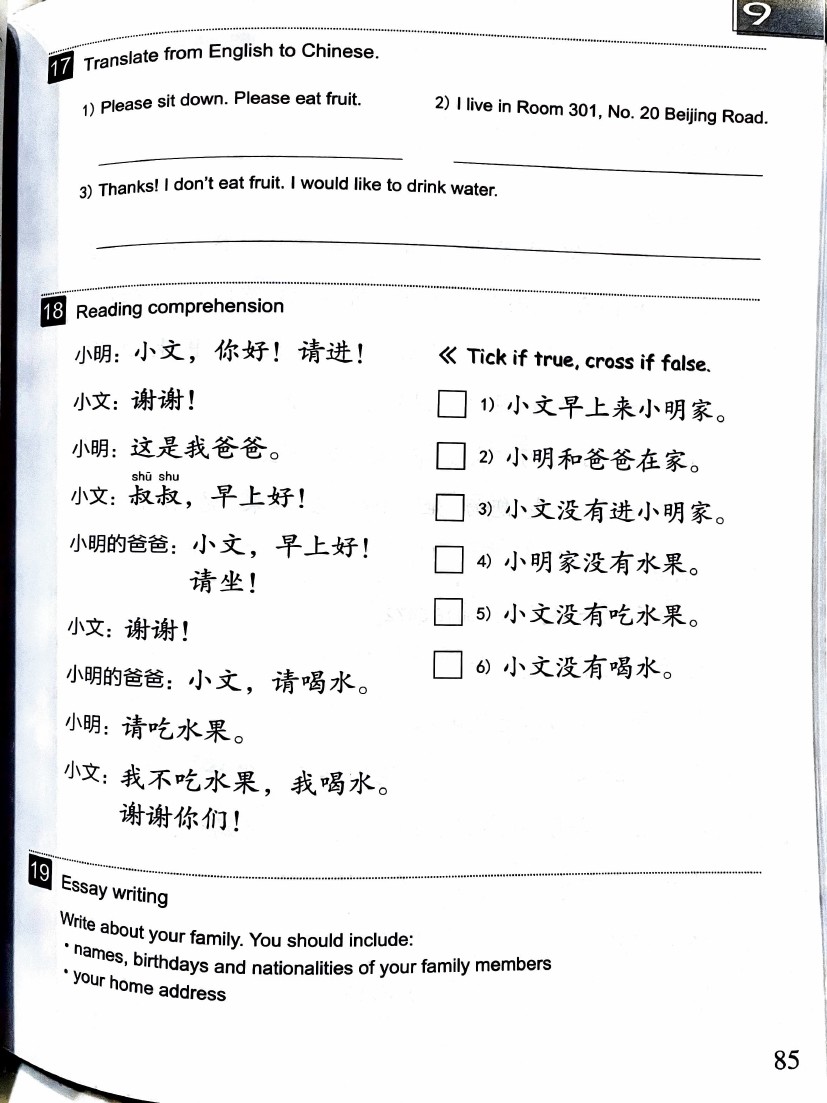 9
17 Translate from English to Chinese.
1) Please sit down. Please eat fruit.
2) I live in Room 301, No. 20 Beijing Road.
3) Thanks! I don't eat fruit. I would like to drink water.
18 Reading comprehension
小明：小文，你好！请进！
小文：谢谢！
小明：这是我爸爸。
shū shu
小文：叔叔，早上好！
小明的爸爸：小文，早上好！
请坐！
小文：谢谢！
小明的爸爸：小文，请喝水。
小明：请吃水果。
小文：我不吃水果，我喝水。
谢谢你们！
« Tick if true, cross if false.
1) 小文早上来小明家。
2) 小明和爸爸在家。
3) 小文没有进小明家。
4) 小明家没有水果。
5) 小文没有吃水果。
6) 小文没有喝水。
19 Essay writing
Write about your family. You should include:
• names, birthdays and nationalities of your family members
• your home address
85